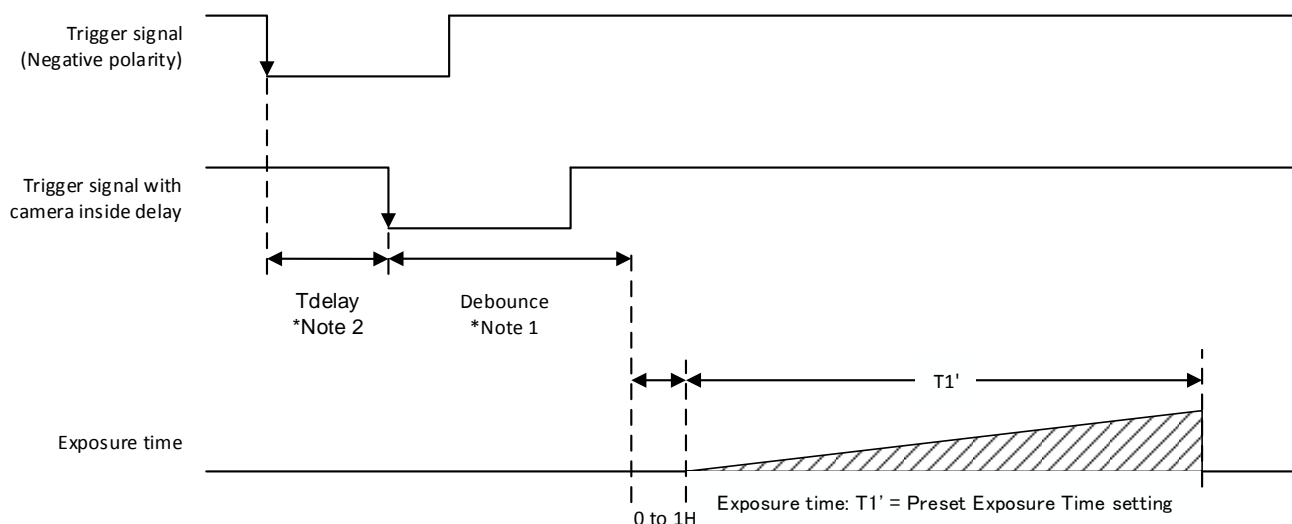 Trigger signal
(Negative polarity)
Trigger signal with
camera inside delay
Tdelay
*Note 2
Debounce
*Note 1
T1'
Exposure time
0 to 1H
Exposure time: T1' = Preset Exposure Time setting